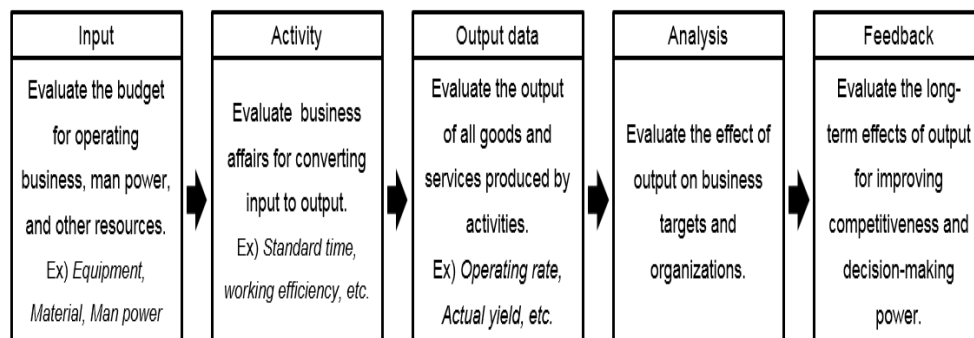 Input
Evaluate the budget
for operating
business, man power,
and other resources.
Ex) Equipment,
Material, Man power
Activity
Evaluate business
affairs for converting
input to output.
Ex) Standard time,
working efficiency, etc.
Output data
Evaluate the output
of all goods and
services produced by
activities.
Ex) Operating rate,
Actual yield, etc.
Analysis
Evaluate the effect of
output on business
targets and
organizations.
Feedback
Evaluate the long-
term effects of output
for improving
competitiveness and
decision-making
power.